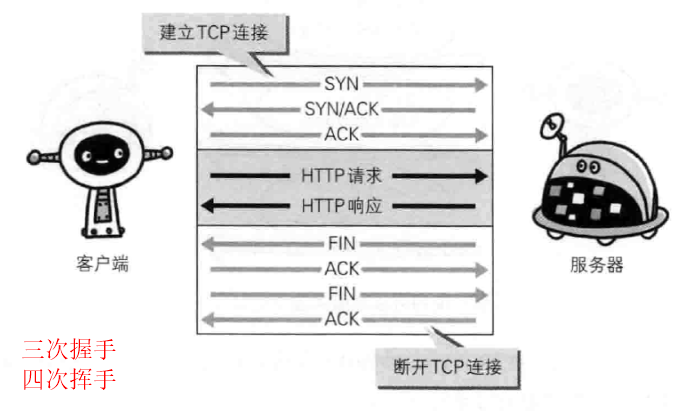 建立TCP连接
SYN
SYN/ACK
ACK
HTTP请求
HTTP响应
FIN
ACK
FIN
ACK
客户端
服务器
三次握手
四次挥手
断开TCP连接